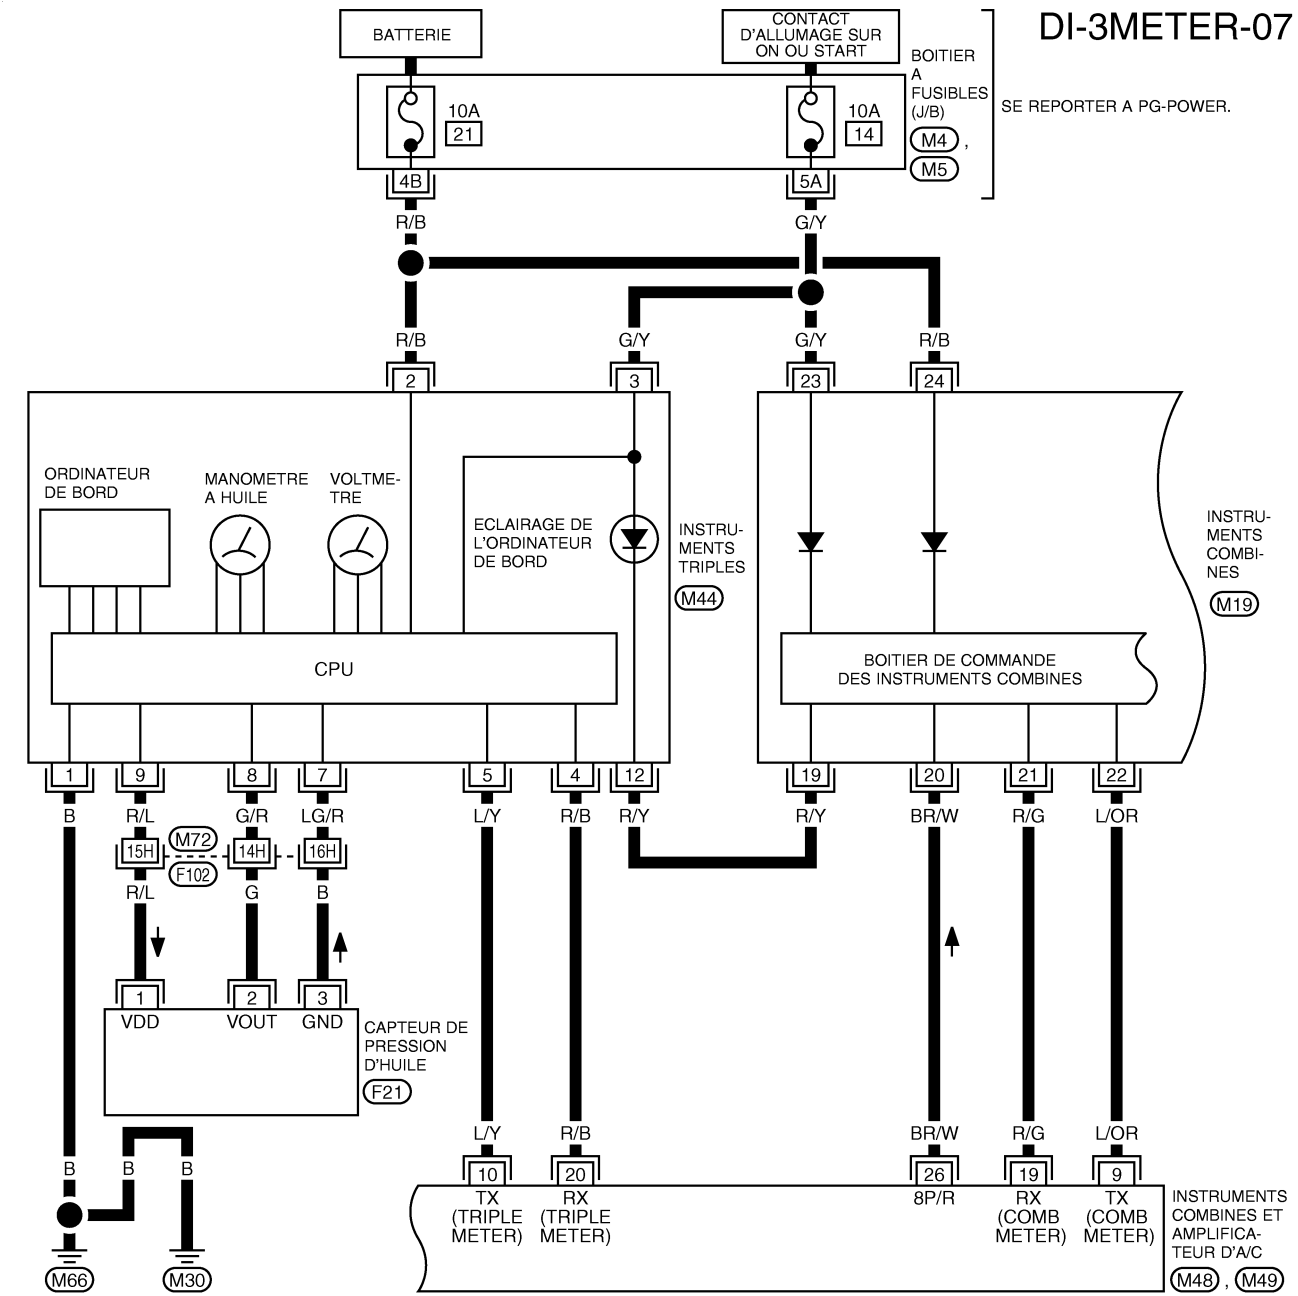 DI-3METER-07
BATTERIE
CONTACT
D'ALLUMAGE SUR
ON OU START
BOITIER
A
FUSIBLES
(J/B)
M4 ,
M5
SE REPORTER A PG-POWER.
10A
21
10A
14
4B
5A
R/B
G/Y
R/B
G/Y
G/Y
R/B
2
3
23
24
ORDINATEUR
DE BORD
MANOMETRE
A HUILE
VOLTME-
TRE
ECLAIRAGE DE
L'ORDINATEUR
DE BORD
INSTRU-
MENTS
TRIPLES
M44
INSTRU-
MENTS
COMBI-
NES
M19
CPU
BOITIER DE COMMANDE
DES INSTRUMENTS COMBINES
1
9
8
7
5
4
12
19
20
21
22
B
R/L
G/R
LG/R
L/Y
R/B
R/Y
R/Y
BR/W
R/G
L/OR
M72
15H
14H
16H
F102
R/L
G
B
1
2
3
VDD
VOUT
GND
CAPTEUR DE
PRESSION
D'HUILE
F21
L/Y
R/B
BR/W
R/G
L/OR
B
B
B
10
20
26
19
9
TX
(TRIPLE
METER)
RX
(TRIPLE
METER)
8P/R
RX
(COMB
METER)
TX
(COMB
METER)
INSTRUMENTS
COMBINES ET
AMPLIFICA-
TEUR D'A/C
M48 , M49
M66
M30